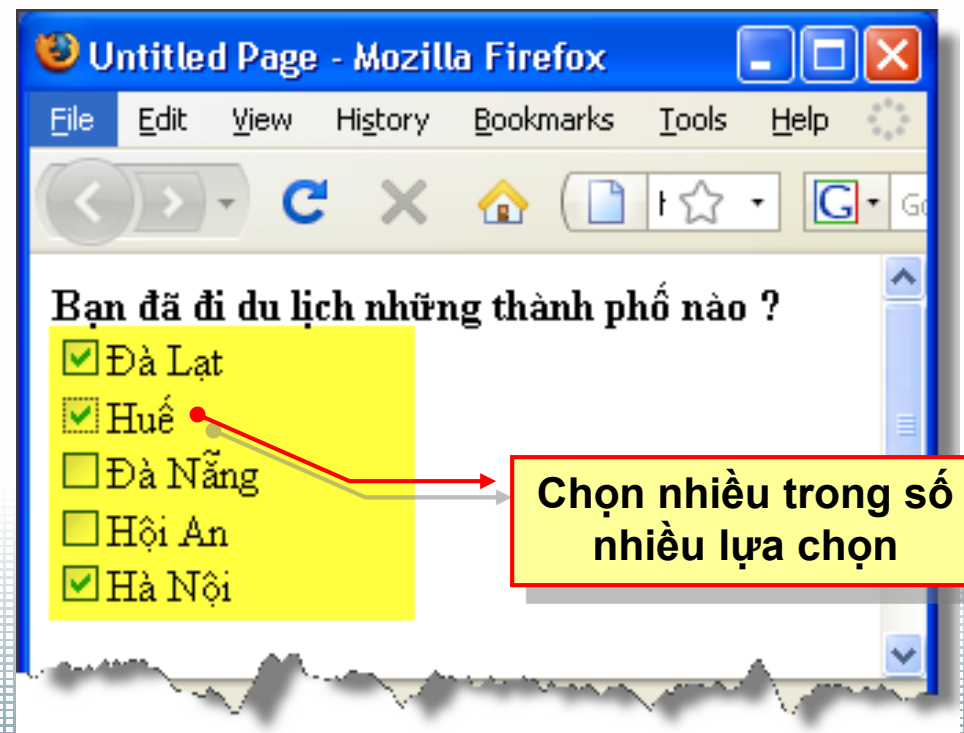 Untitled Page - Mozilla Firefox
File Edit View History Bookmarks Tools Help
G
Bạn đã đi du lịch những thành phố nào ?
Đà Lạt
Huế
Đà Nẵng
Hội An
Hà Nội
Chọn nhiều trong số
nhiều lựa chọn